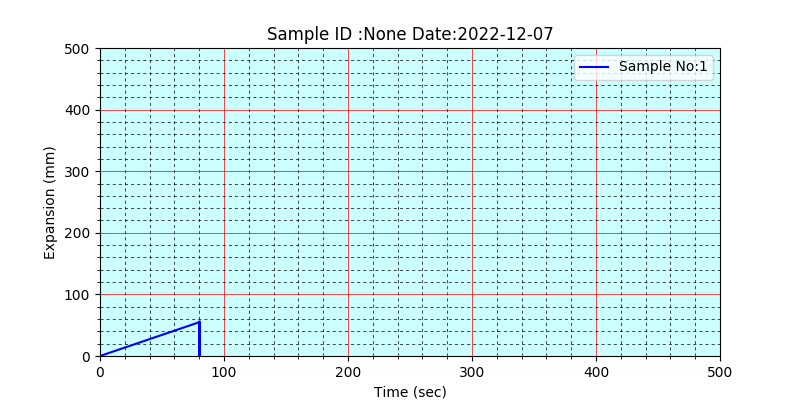 Sample ID :None Date:2022-12-07
Sample No:1
Expansion (mm)
500
400
300
200
100
0
0 100 200 300 400 500
Time (sec)